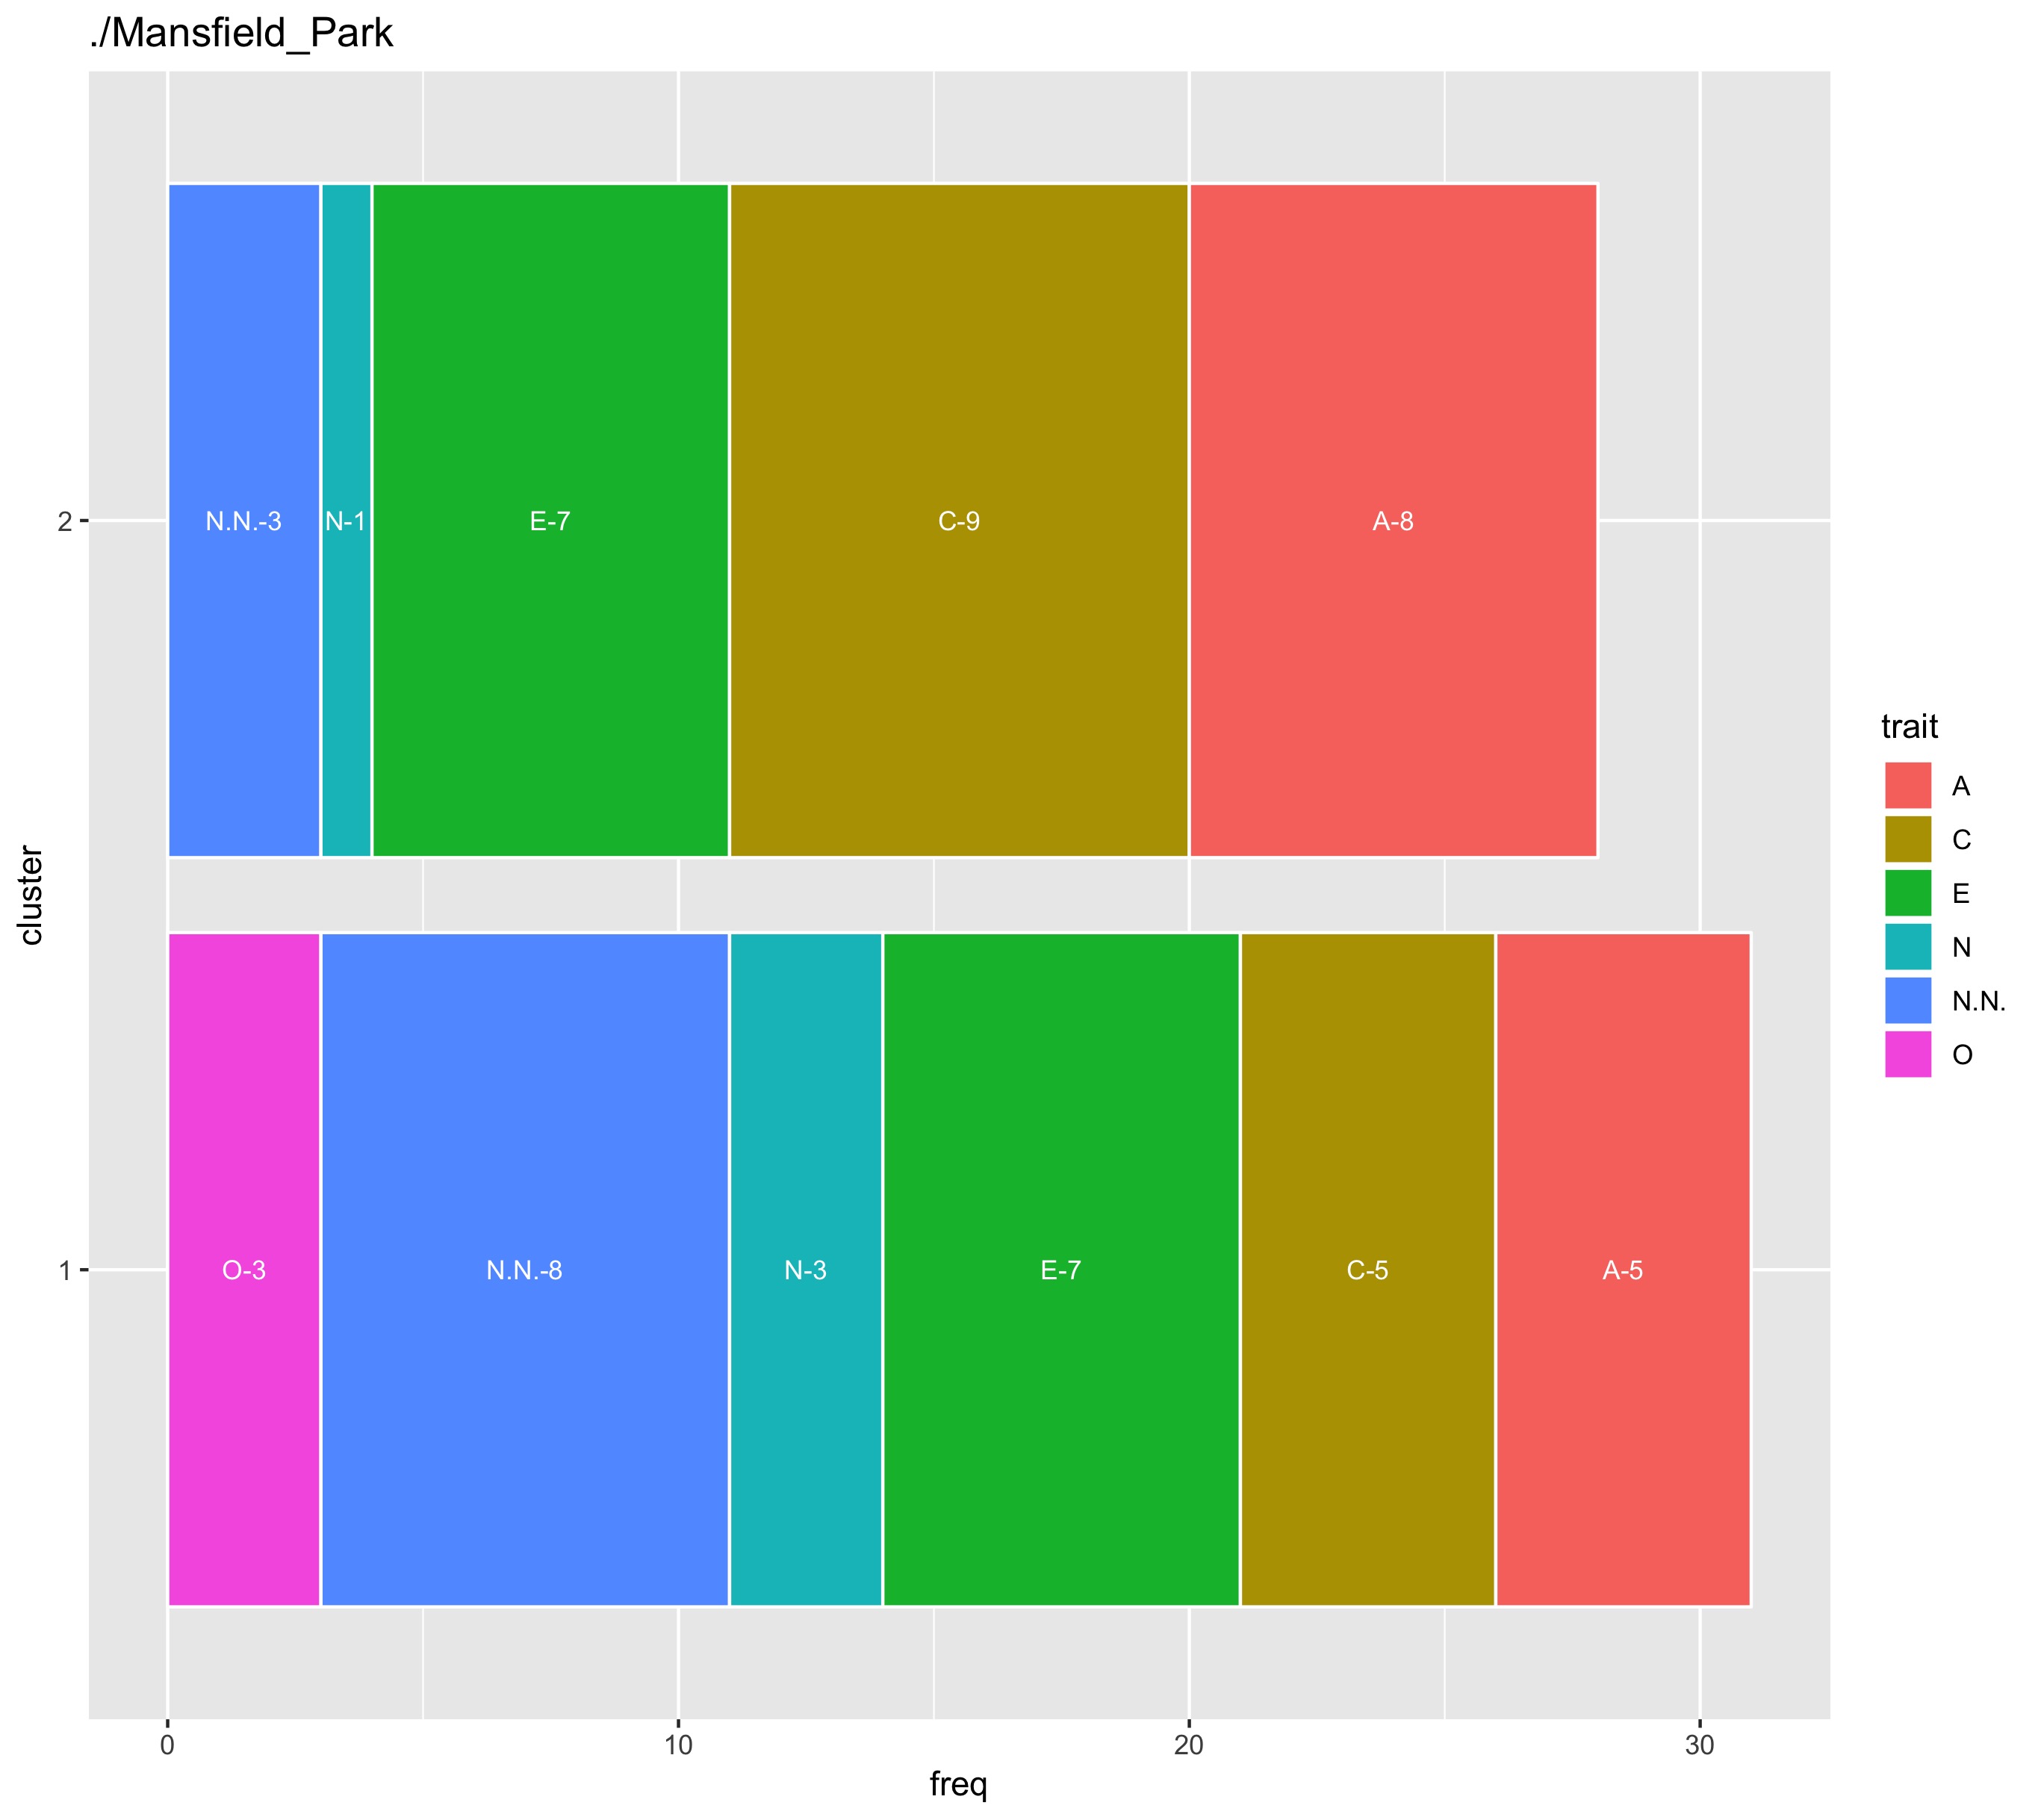 ./Mansfield_Park
2
N.N.-3 N-1 E-7 C-9 A-8
cluster
1
O-3 N.N.-8 N-3 E-7 C-5 A-5
0 10 20 30
freq
trait
A
C
E
N
N.N.
O